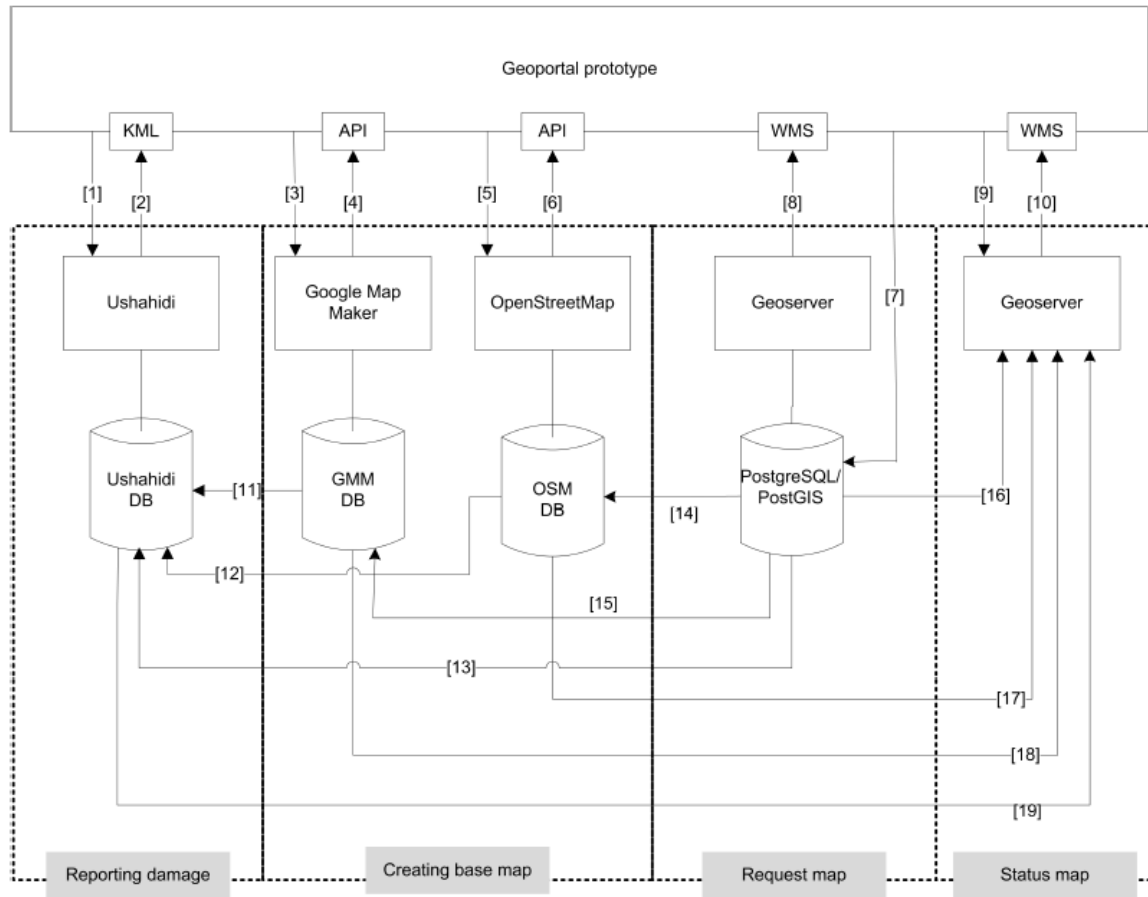 Geoportal prototype
KML
API
API
WMS
WMS
[1]
[2]
[3]
[4]
[5]
[6]
[8]
[9]
[10]
[7]
Ushahidi
Google Map
Maker
OpenStreetMap
Geoserver
Geoserver
Ushahidi
DB
GMM
DB
OSM
DB
PostgreSQL/
PostGIS
[11]
[14]
[16]
[12]
[15]
[13]
[17]
[18]
[19]
Reporting damage
Creating base map
Request map
Status map